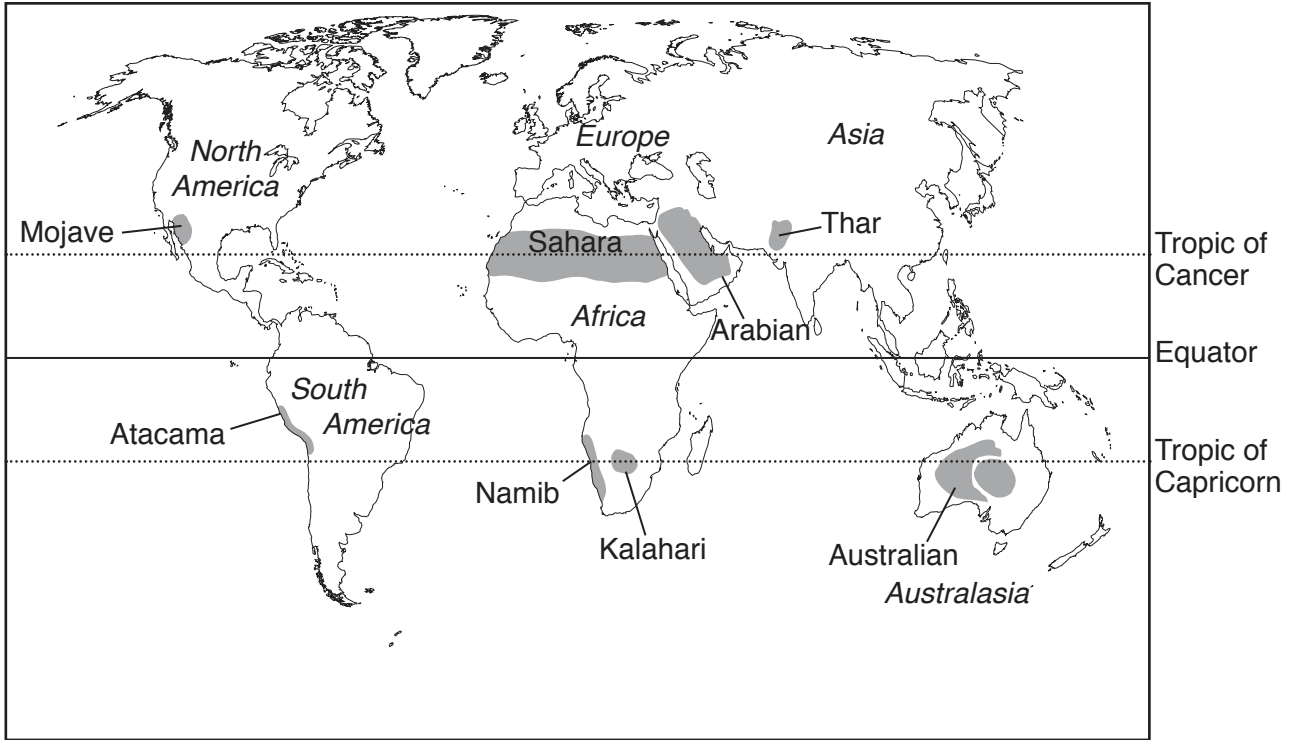 Europe
Asia
North
America
Mojave
Thar
Sahara
Tropic of
Cancer
Africa
Arabian
Equator
South
America
Atacama
Tropic of
Capricorn
Namib
Kalahari
Australian
Australasia